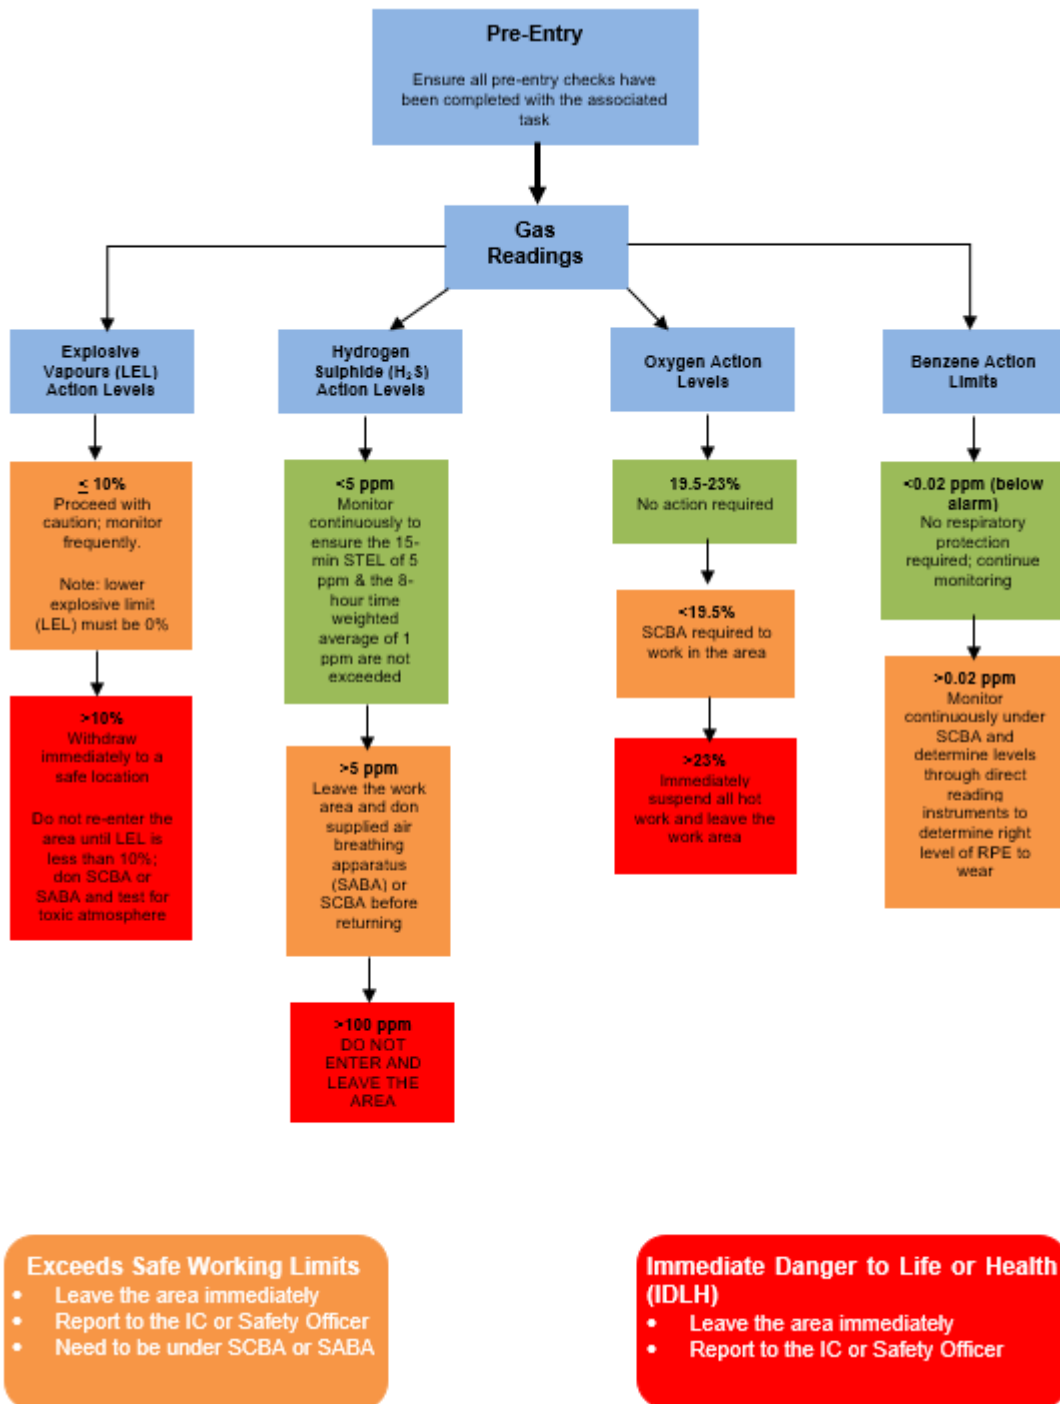 Pre-Entry
Ensure all pre-entry checks have
been completed with the associated
task
Gas
Readings
Explosive
Vapours (LEL)
Action Levels
Hydrogen
Sulphide (H₂S)
Action Levels
Oxygen Action
Levels
Benzene Action
Limits
≤ 10%
Proceed with
caution; monitor
frequently.
Note: lower
explosive limit
(LEL) must be 0%
>10%
Withdraw
immediately to a
safe location
Do not re-enter the
area until LEL is
less than 10%;
don SCBA or
SABA and test for
toxic atmosphere
<5 ppm
Monitor
continuously to
ensure the 15-
min STEL of 5
ppm & the 8-
hour time
weighted
average of 1
ppm are not
exceeded
>5 ppm
Leave the work
area and don
supplied air
breathing
apparatus
(SABA) or
SCBA before
returning
>100 ppm
DO NOT
ENTER AND
LEAVE THE
AREA
19.5-23%
No action required
<19.5%
SCBA required to
work in the area
>23%
Immediately
suspend all hot
work and leave the
work area
<0.02 ppm (below
alarm)
No respiratory
protection
required; continue
monitoring
>0.02 ppm
Monitor
continuously under
SCBA and
determine levels
through direct
reading
instruments to
determine right
level of RPE to
wear
Exceeds Safe Working Limits
• Leave the area immediately
• Report to the IC or Safety Officer
• Need to be under SCBA or SABA
Immediate Danger to Life or Health
(IDLH)
• Leave the area immediately
• Report to the IC or Safety Officer